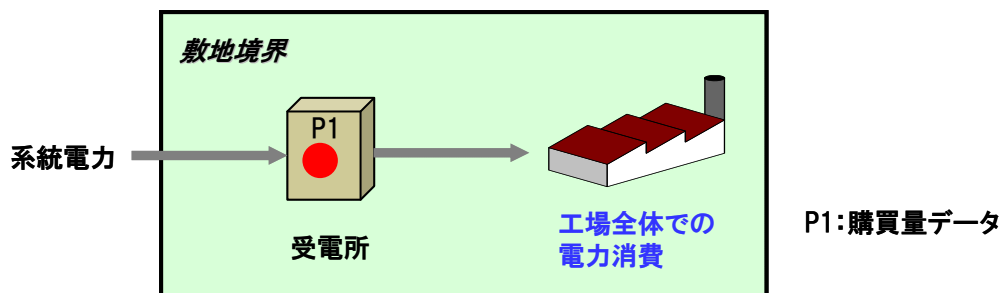 敷地境界
P1
系統電力
受電所
工場全体での
電力消費
P1:購買量データ